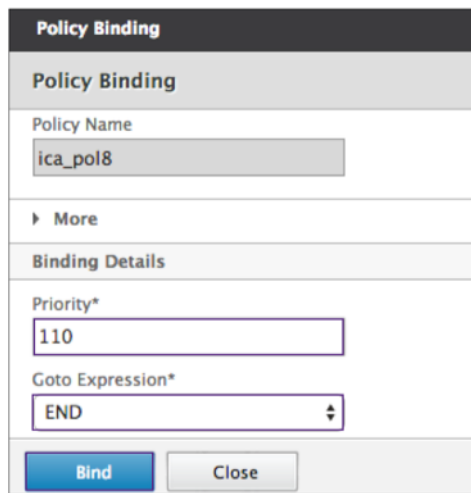 Policy Binding
Policy Binding
Policy Name
ica_pol8
More
Binding Details
Priority*
110
Goto Expression*
END
Bind Close